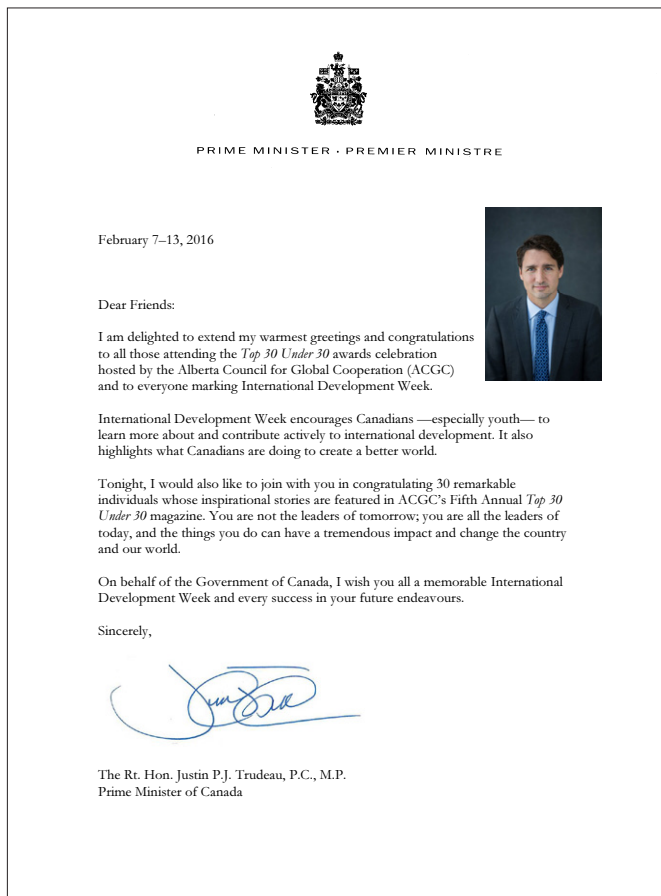 PRIME MINISTER · PREMIER MINISTRE
February 7–13, 2016
Dear Friends:
I am delighted to extend my warmest greetings and congratulations
to all those attending the Top 30 Under 30 awards celebration
hosted by the Alberta Council for Global Cooperation (ACGC)
and to everyone marking International Development Week.
International Development Week encourages Canadians —especially youth— to
learn more about and contribute actively to international development. It also
highlights what Canadians are doing to create a better world.
Tonight, I would also like to join with you in congratulating 30 remarkable
individuals whose inspirational stories are featured in ACGC's Fifth Annual Top 30
Under 30 magazine. You are not the leaders of tomorrow; you are all the leaders of
today, and the things you do can have a tremendous impact and change the country
and our world.
On behalf of the Government of Canada, I wish you all a memorable International
Development Week and every success in your future endeavours.
Sincerely,
The Rt. Hon. Justin P.J. Trudeau, P.C., M.P.
Prime Minister of Canada